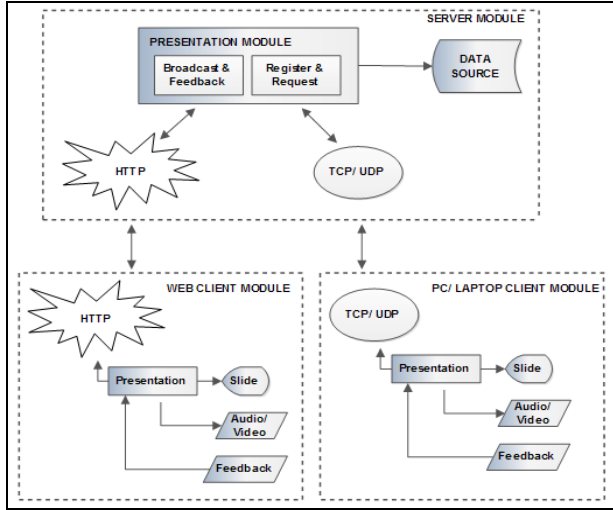 SERVER MODULE
PRESENTATION MODULE
Broadcast &
Feedback
Register &
Request
DATA
SOURCE
HTTP
TCP/ UDP
WEB CLIENT MODULE
HTTP
Presentation
Slide
Audio/
Video
Feedback
PC/ LAPTOP CLIENT MODULE
TCP/ UDP
Presentation
Slide
Audio/
Video
Feedback